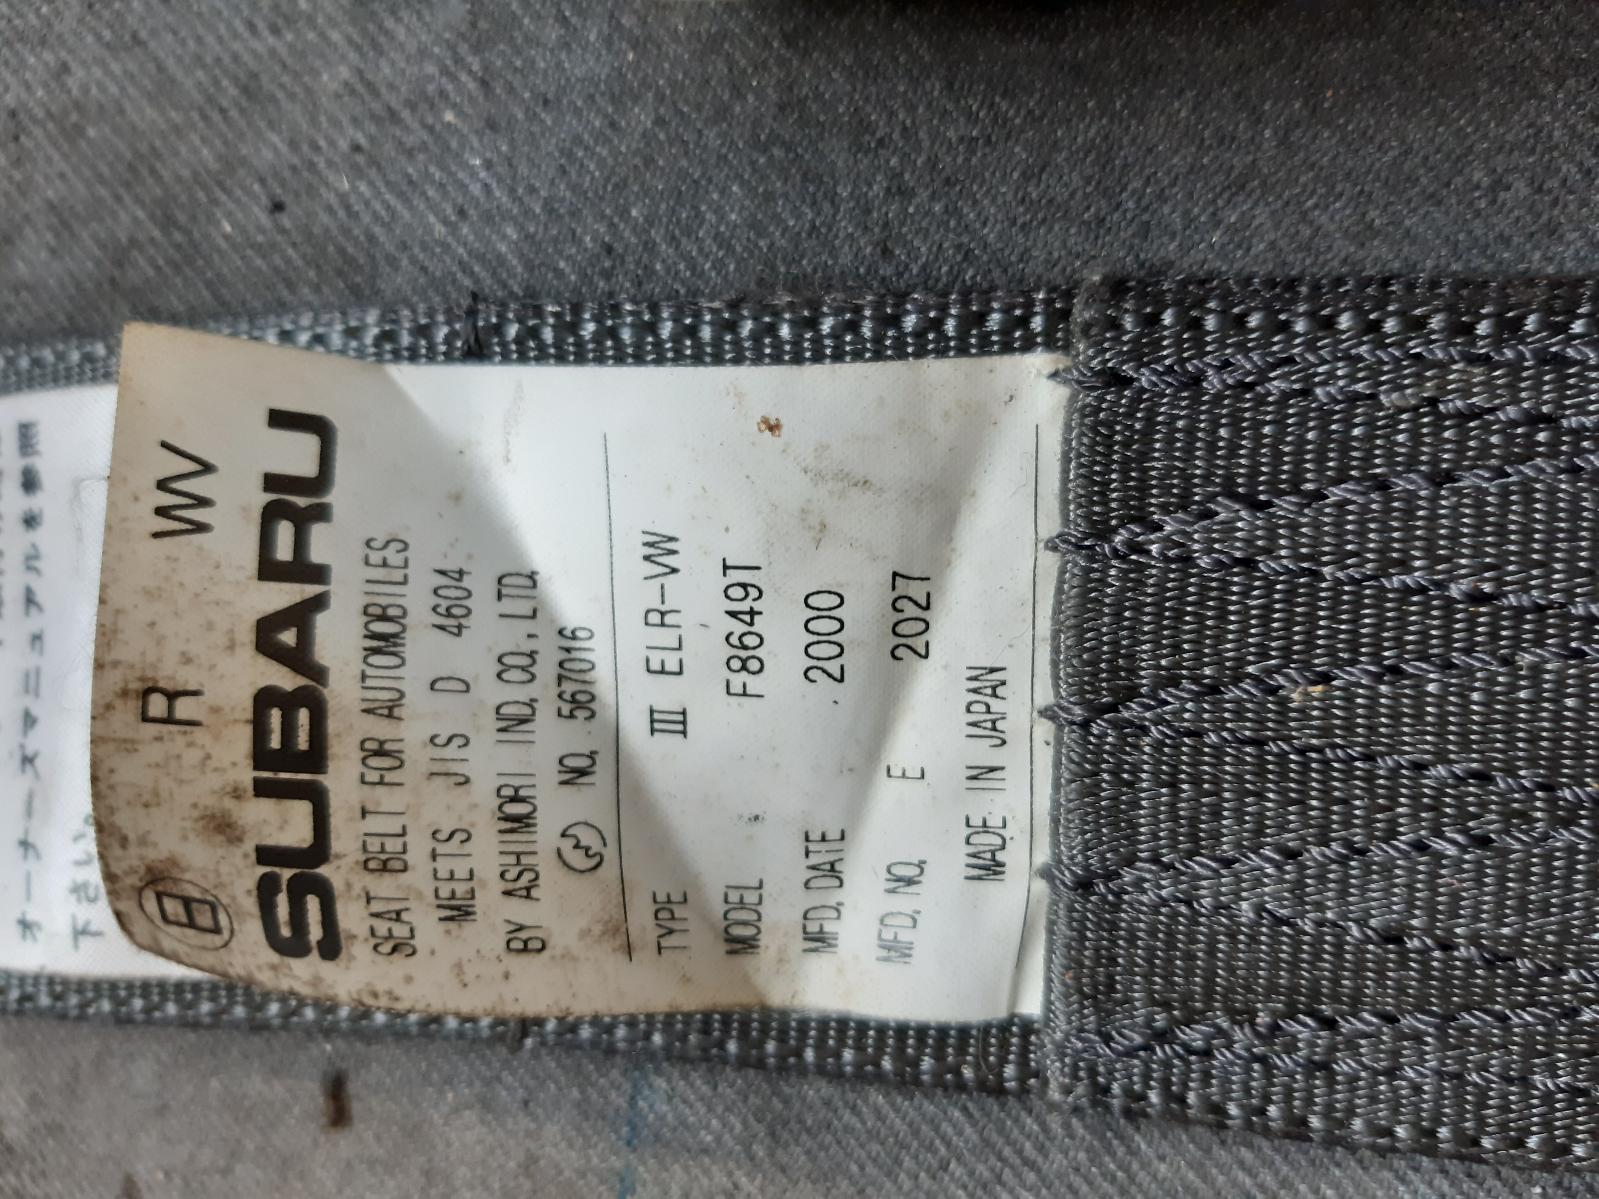 オーナーズマニュアルを参照
下さい。
R W
SUBARU
SEAT BELT FOR AUTOMOBILES
MEETS JIS D 4604
BY ASHIMORI IND. CO., LTD.
NO. 567016
TYPE III ELR-VW
MODEL F8649T
MFD. DATE 2000
MFD. NO. E 2027
MADE IN JAPAN